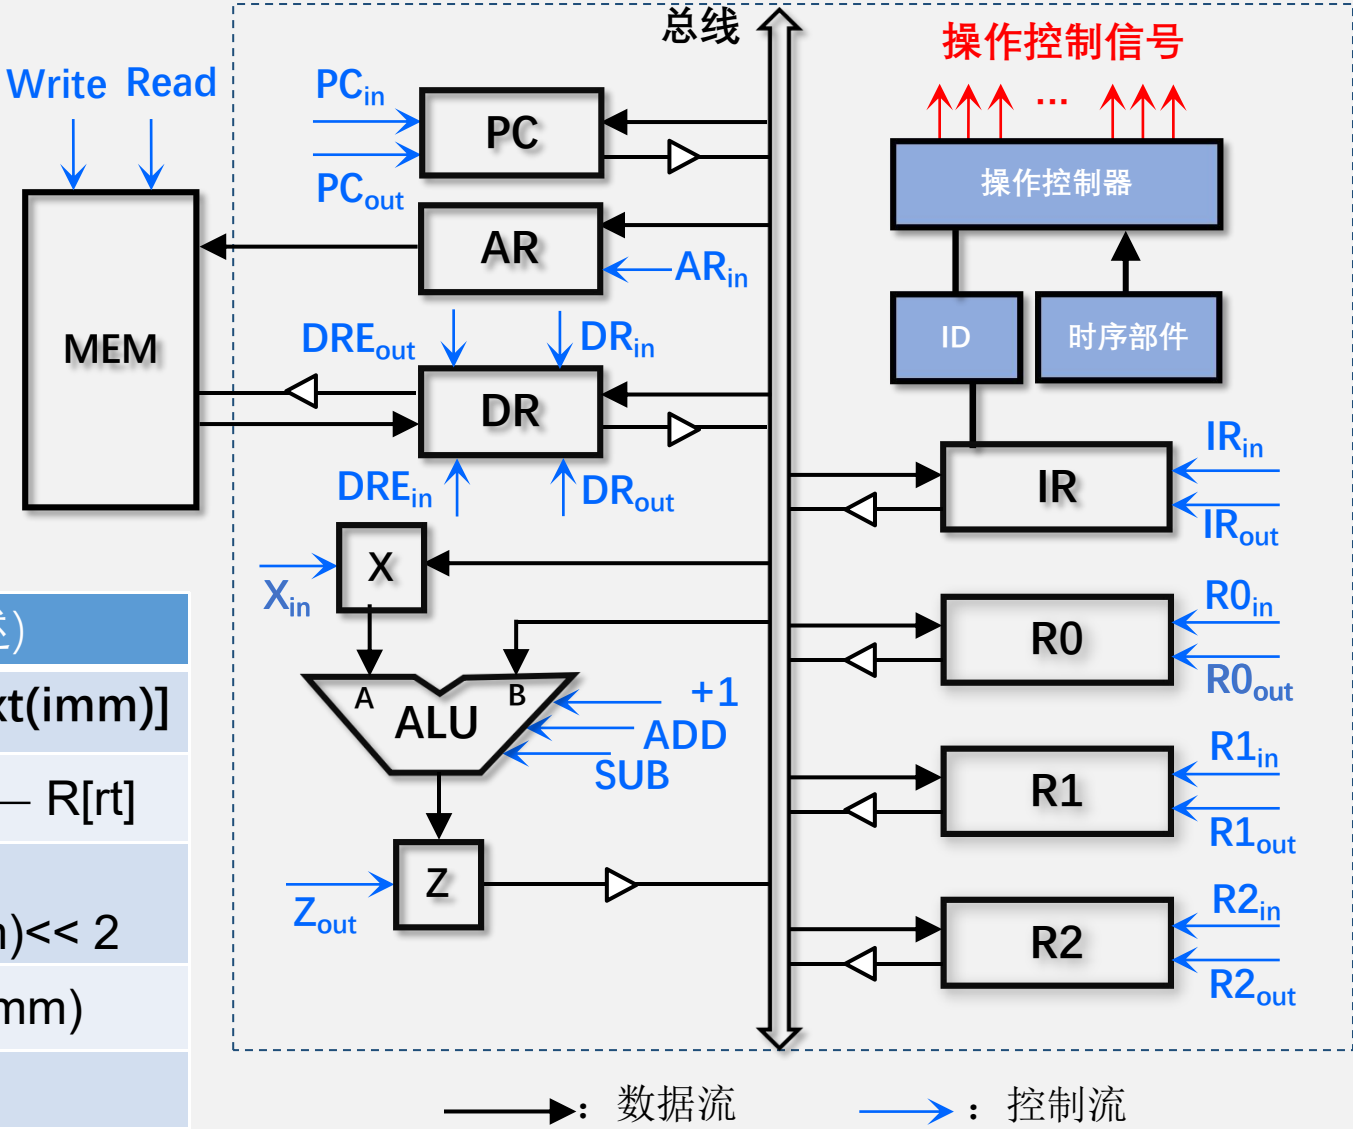 总线
操作控制信号
Write Read
PCin
PC
PCout
AR
ARin
MEM
DREout
DRin
DR
DREin
DRout
X
Xin
A
B
ALU
+1
ADD
SUB
Z
Zout
...
操作控制器
ID
时序部件
IR
IRin
IRout
R0
R0in
R0out
R1
R1in
R1out
R2
R2in
R2out
(imm)]
— R[rt]
)<< 2
mm)
：数据流
：控制流